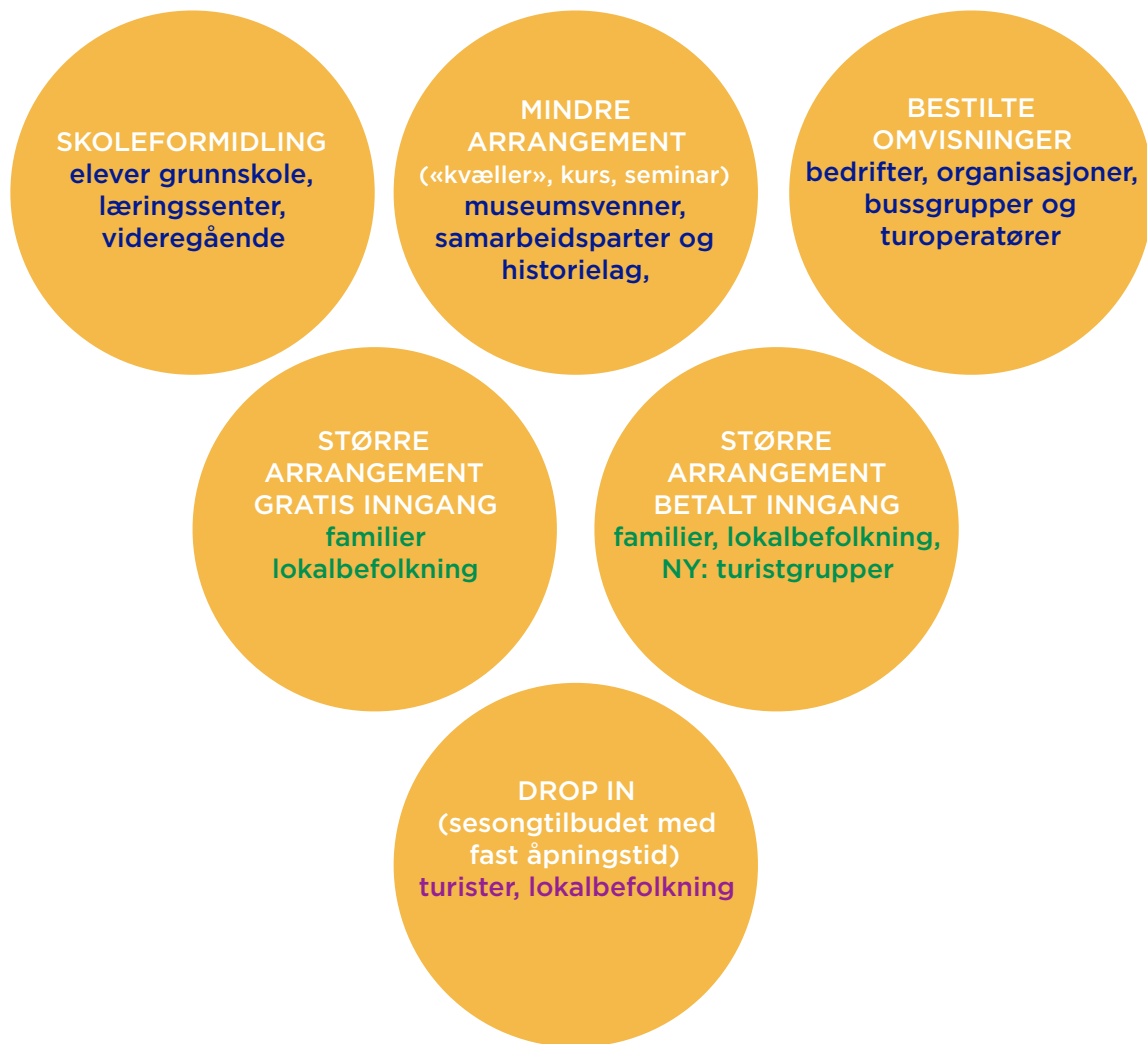 SKOLEFORMIDLING
elever grunnskole,
læringssenter,
videregående
MINDRE
ARRANGEMENT
(«kvæller», kurs, seminar)
museumsvenner,
samarbeidsparter og
historielag,
BESTILTE
OMVISNINGER
bedrifter, organisasjoner,
bussgrupper og
turoperatører
STØRRE
ARRANGEMENT
GRATIS INNGANG
familier
lokalbefolkning
STØRRE
ARRANGEMENT
BETALT INNGANG
familier, lokalbefolkning,
NY: turistgrupper
DROP IN
(sesongtilbudet med
fast åpningstid)
turister, lokalbefolkning